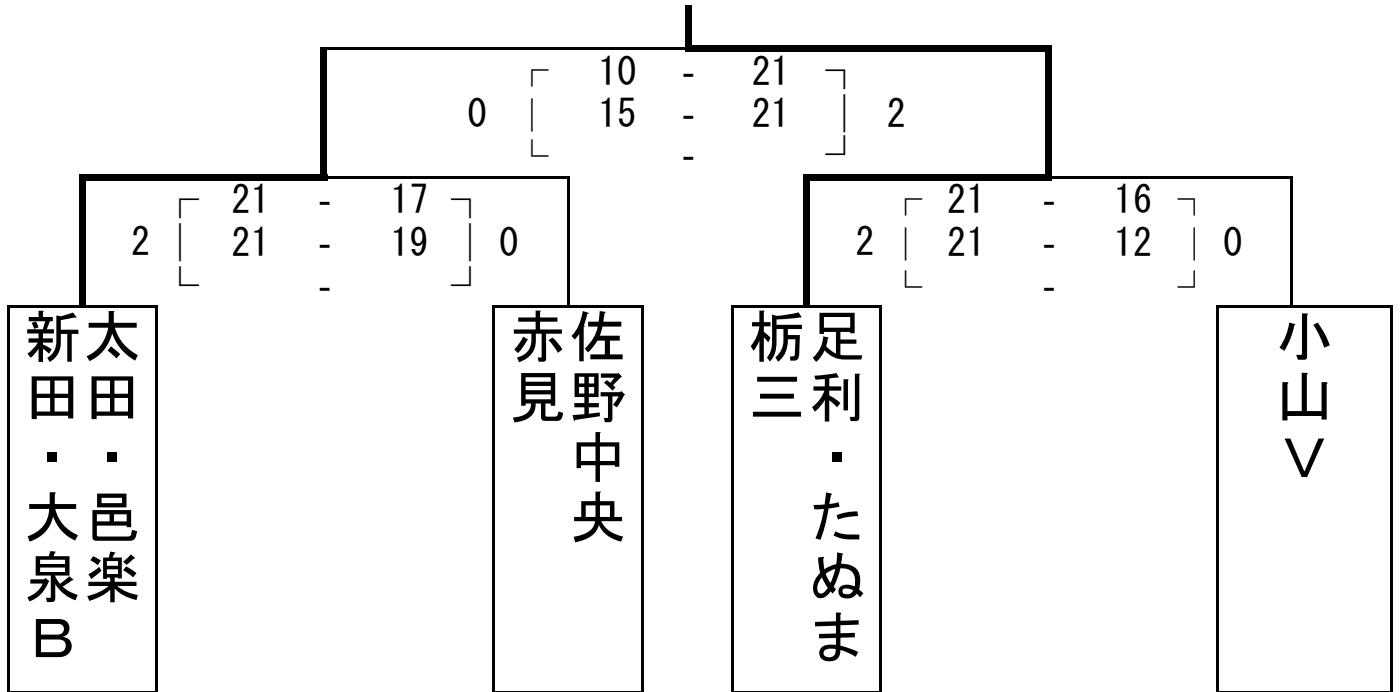 10 - 21
0 15 - 21 2
-
21 - 17
2 21 - 19 0
-
21 - 16
2 21 - 12 0
-
太田・邑楽
新田・大泉B
佐野中央
赤見
足利・たぬま
栃三
小山V